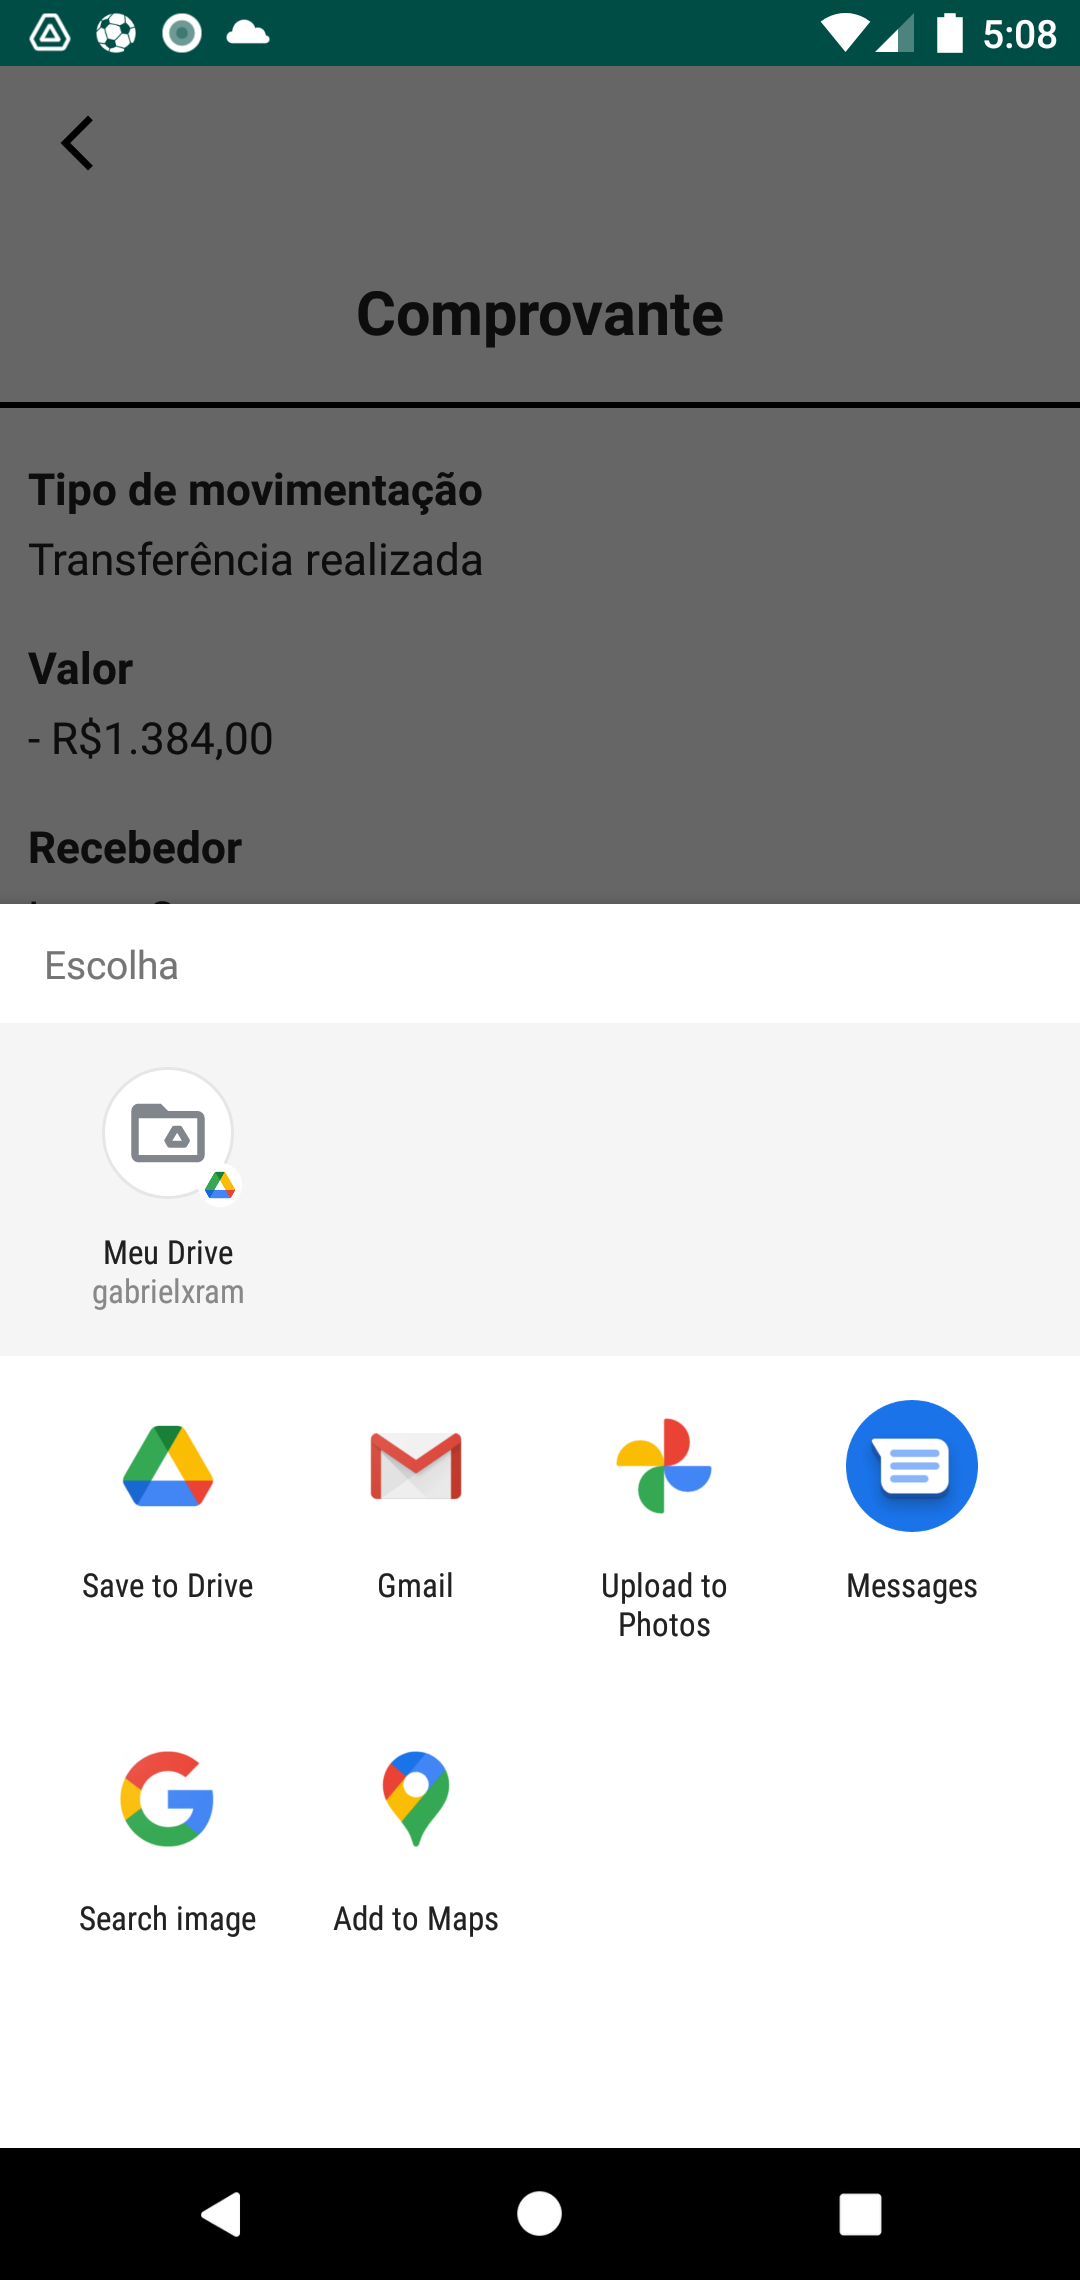 5:08
Comprovante
Tipo de movimentação
Transferência realizada
Valor
- R$1.384,00
Recebedor
Escolha
Meu Drive
gabrielxram
Save to Drive
Gmail
Upload to
Photos
Messages
Search image
Add to Maps